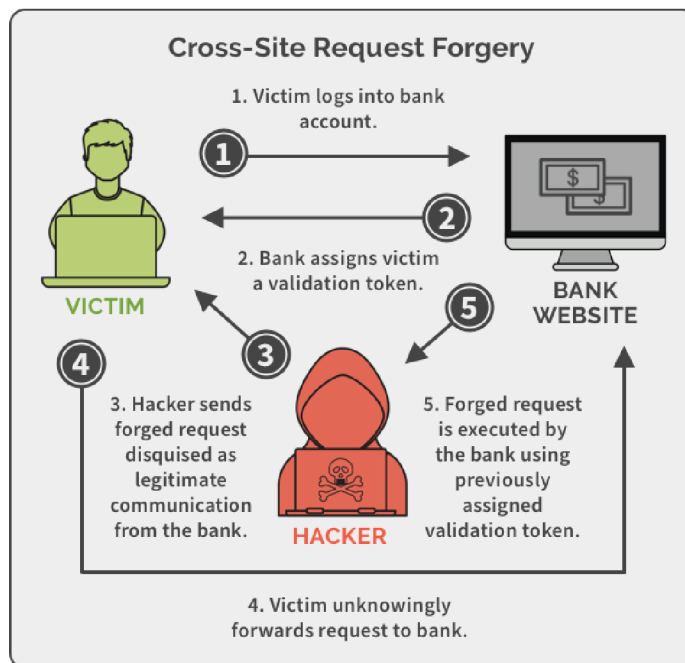 Cross-Site Request Forgery
1. Victim logs into bank
account.
1
$
$
2
2. Bank assigns victim
a validation token.
VICTIM
BANK
WEBSITE
5
3
4
3. Hacker sends
forged request
disquised as
legitimate
communication
from the bank.
HACKER
5. Forged request
is executed by
the bank using
previously
assigned
validation token.
4. Victim unknowingly
forwards request to bank.